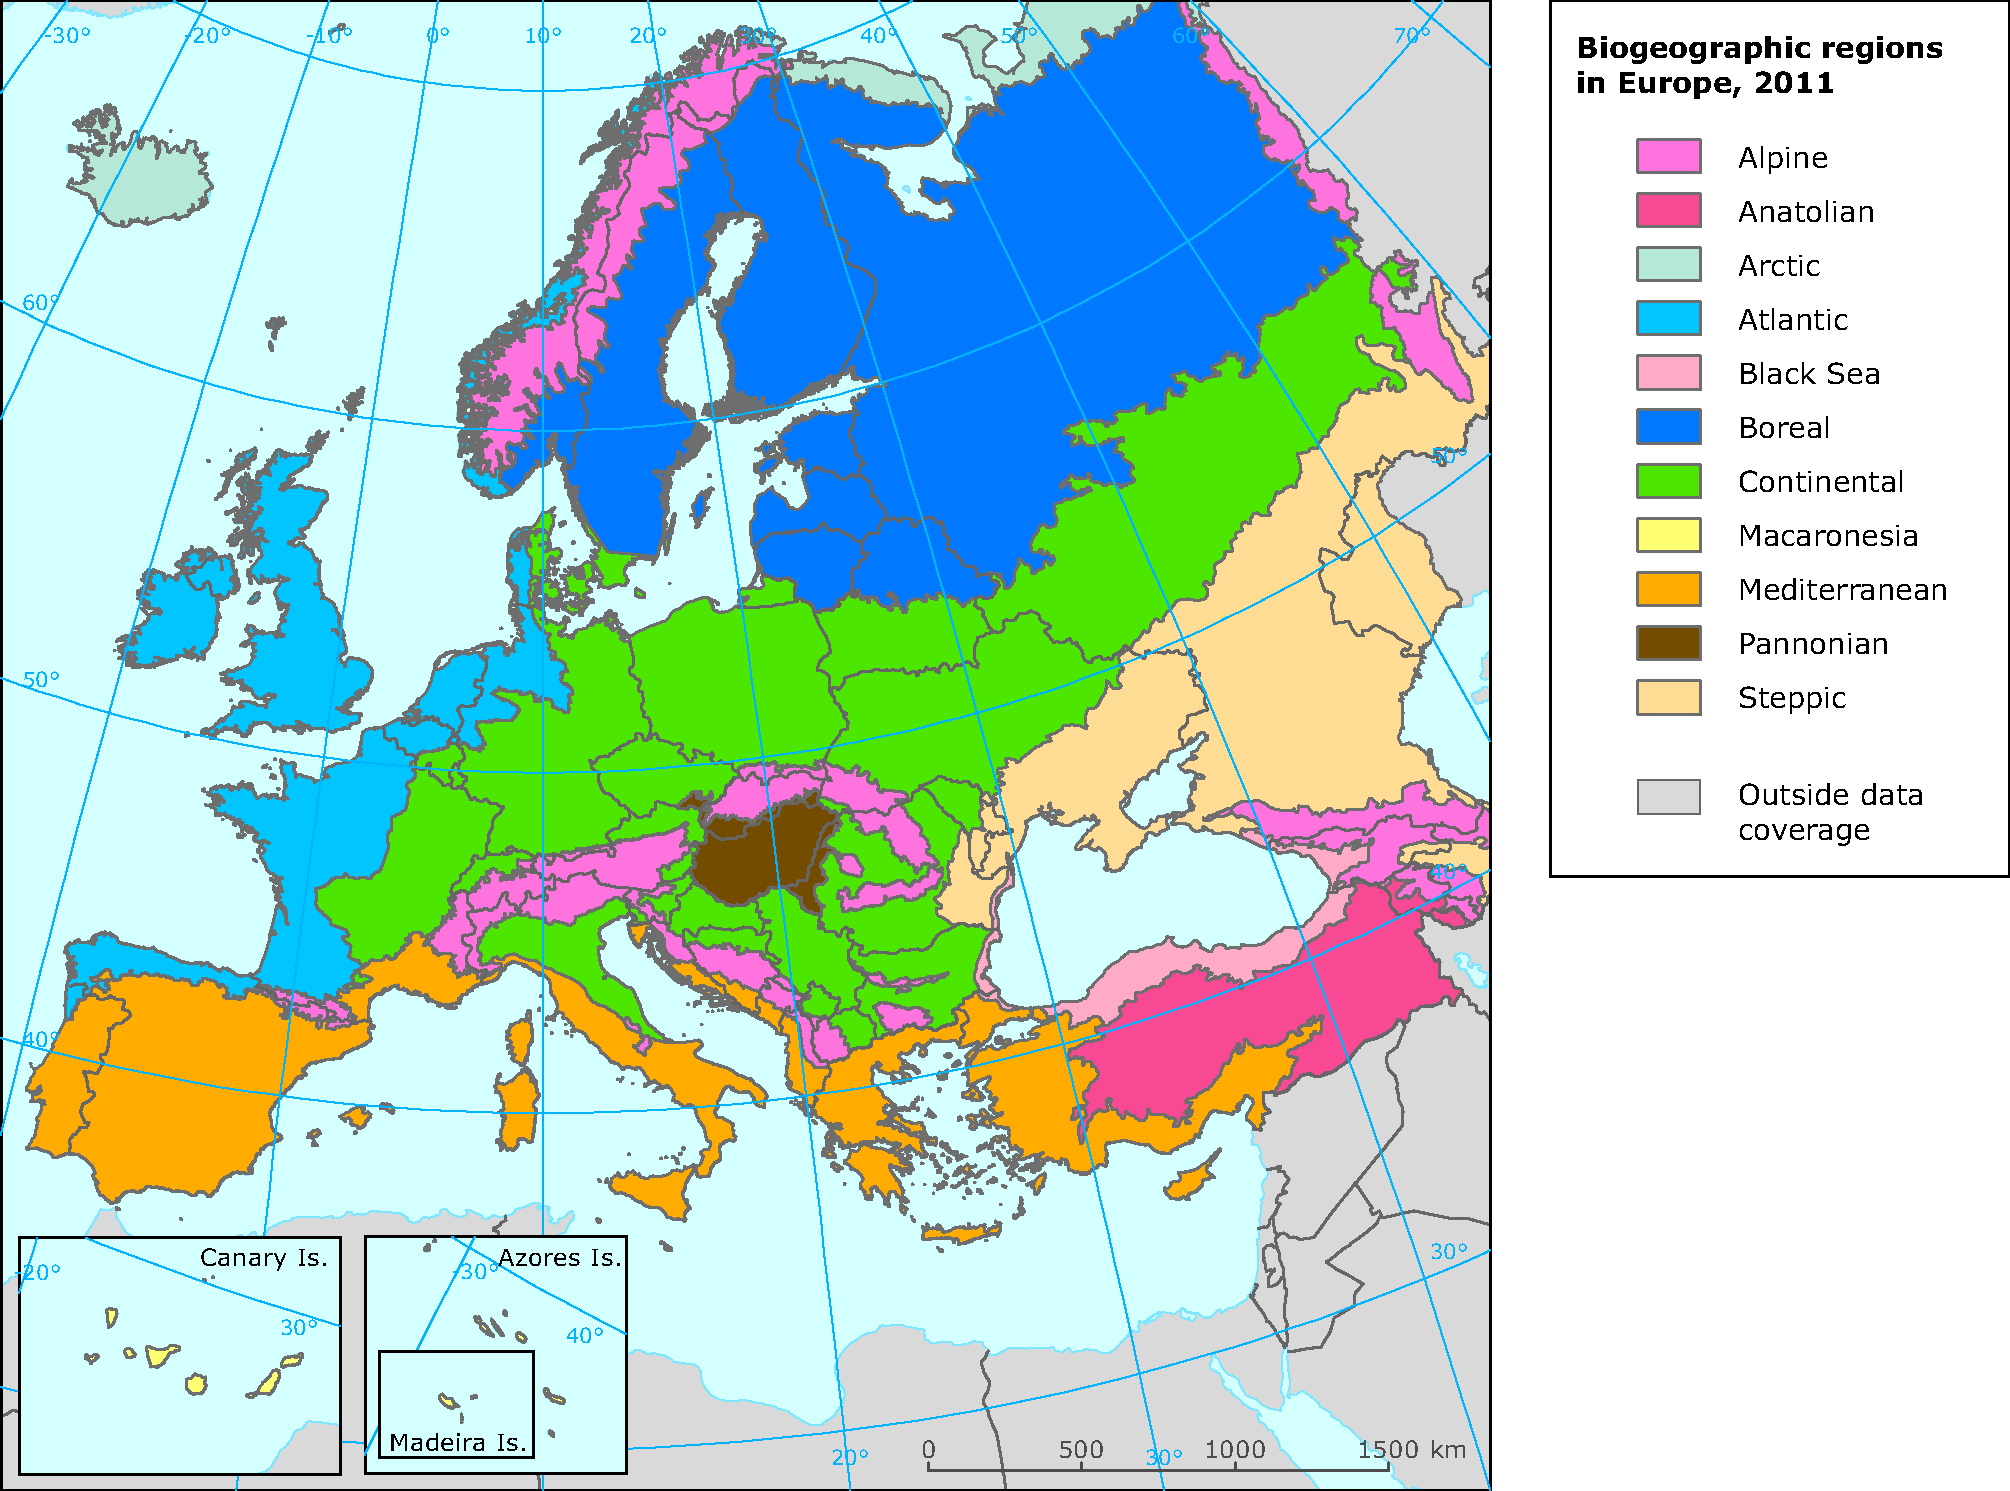 -30°
-20°
-10°
0°
10°
20°
30°
40°
50°
60°
70°
60°
50°
50°
40°
40°
30°
Biogeographic regions
in Europe, 2011
Alpine
Anatolian
Arctic
Atlantic
Black Sea
Boreal
Continental
Macaronesia
Mediterranean
Pannonian
Steppic
Outside data
coverage
Canary Is.
-20°
30°
Azores Is.
-30°
40°
Madeira Is.
20°
30°
0 500 1000 1500 km